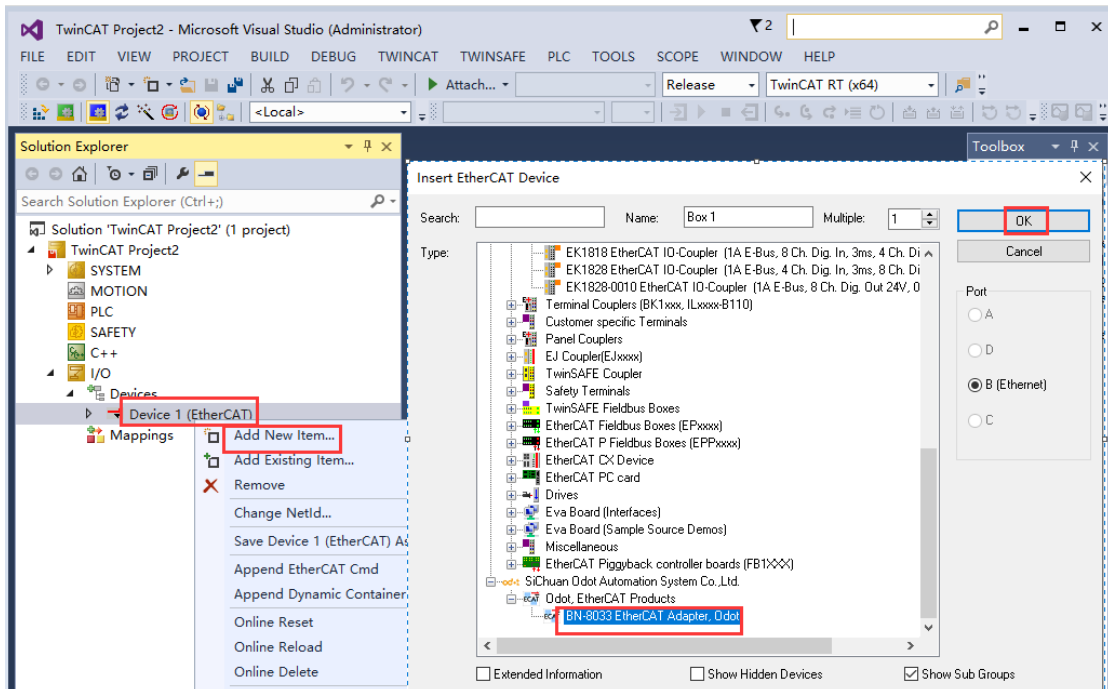 TwinCAT Project2 - Microsoft Visual Studio (Administrator)
2
FILE EDIT VIEW PROJECT BUILD DEBUG TWINCAT TWINSAFE PLC TOOLS SCOPE WINDOW HELP
Attach... Release TwinCAT RT (x64)
<Local>
Solution Explorer
Toolbox
Search Solution Explorer (Ctrl+;)
Solution 'TwinCAT Project2' (1 project)
TwinCAT Project2
SYSTEM
MOTION
PLC
SAFETY
C++
I/O
Devices
Device 1 (EtherCAT)
Mappings
Add New Item...
Add Existing Item...
Remove
Change NetId...
Save Device 1 (EtherCAT) As
Append EtherCAT Cmd
Append Dynamic Container
Online Reset
Online Reload
Online Delete
Insert EtherCAT Device
Search: Name: Box 1 Multiple: 1 OK
Type: Cancel
EK1818 EtherCAT IO-Coupler (1A E-Bus, 8 Ch. Dig. In, 3ms, 4 Ch. Di
EK1828 EtherCAT IO-Coupler (1A E-Bus, 4 Ch. Dig. In, 3ms, 8 Ch. Di
EK1828-0010 EtherCAT IO-Coupler (1A E-Bus, 8 Ch. Dig. Out 24V, 0
Terminal Couplers (BK1xxx, ILxxxx-B110)
Customer specific Terminals
Panel Couplers
EJ Coupler(EJxxxx)
TwinSAFE Coupler
Safety Terminals
TwinSAFE Fieldbus Boxes
EtherCAT Fieldbus Boxes (EPxxxx)
EtherCAT P Fieldbus Boxes (EPPxxxx)
EtherCAT CX Device
EtherCAT PC card
Drives
Eva Board (Interfaces)
Eva Board (Sample Source Demos)
Miscellaneous
EtherCAT Piggyback controller boards (FB1XXX)
odot SiChuan Odot Automation System Co.,Ltd.
ECAT Odot, EtherCAT Products
BN-8033 EtherCAT Adapter, Odot
Port
A
D
B (Ethernet)
C
Extended Information Show Hidden Devices Show Sub Groups